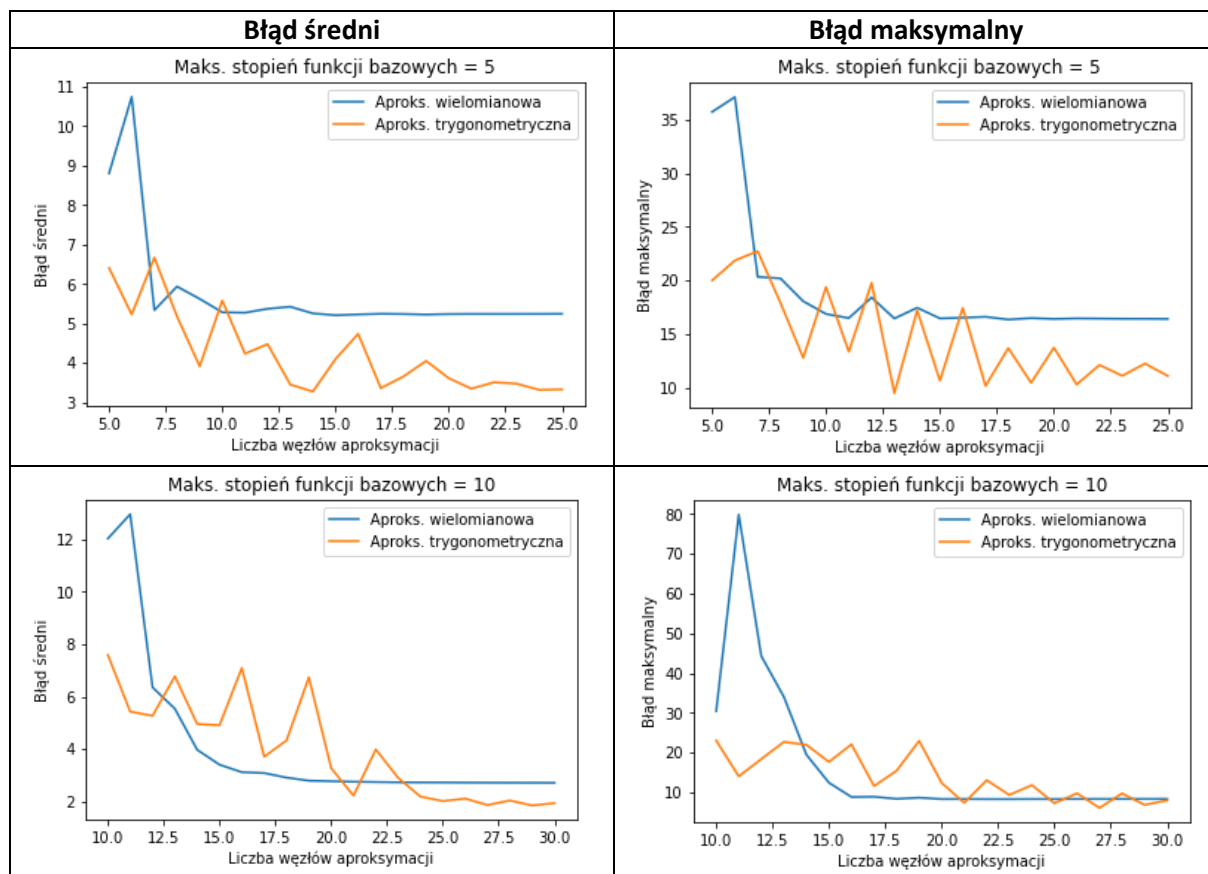 Błąd średni
Błąd maksymalny
Maks. stopień funkcji bazowych = 5
Aproks. wielomianowa
Aproks. trygonometryczna
Błąd średni
11
10
9
8
7
6
5
4
3
5.0 7.5 10.0 12.5 15.0 17.5 20.0 22.5 25.0
Liczba węzłów aproksymacji
Maks. stopień funkcji bazowych = 5
Aproks. wielomianowa
Aproks. trygonometryczna
Błąd maksymalny
35
30
25
20
15
10
5.0 7.5 10.0 12.5 15.0 17.5 20.0 22.5 25.0
Liczba węzłów aproksymacji
Maks. stopień funkcji bazowych = 10
Aproks. wielomianowa
Aproks. trygonometryczna
Błąd średni
12
10
8
6
4
2
10.0 12.5 15.0 17.5 20.0 22.5 25.0 27.5 30.0
Liczba węzłów aproksymacji
Maks. stopień funkcji bazowych = 10
Aproks. wielomianowa
Aproks. trygonometryczna
Błąd maksymalny
80
70
60
50
40
30
20
10
10.0 12.5 15.0 17.5 20.0 22.5 25.0 27.5 30.0
Liczba węzłów aproksymacji